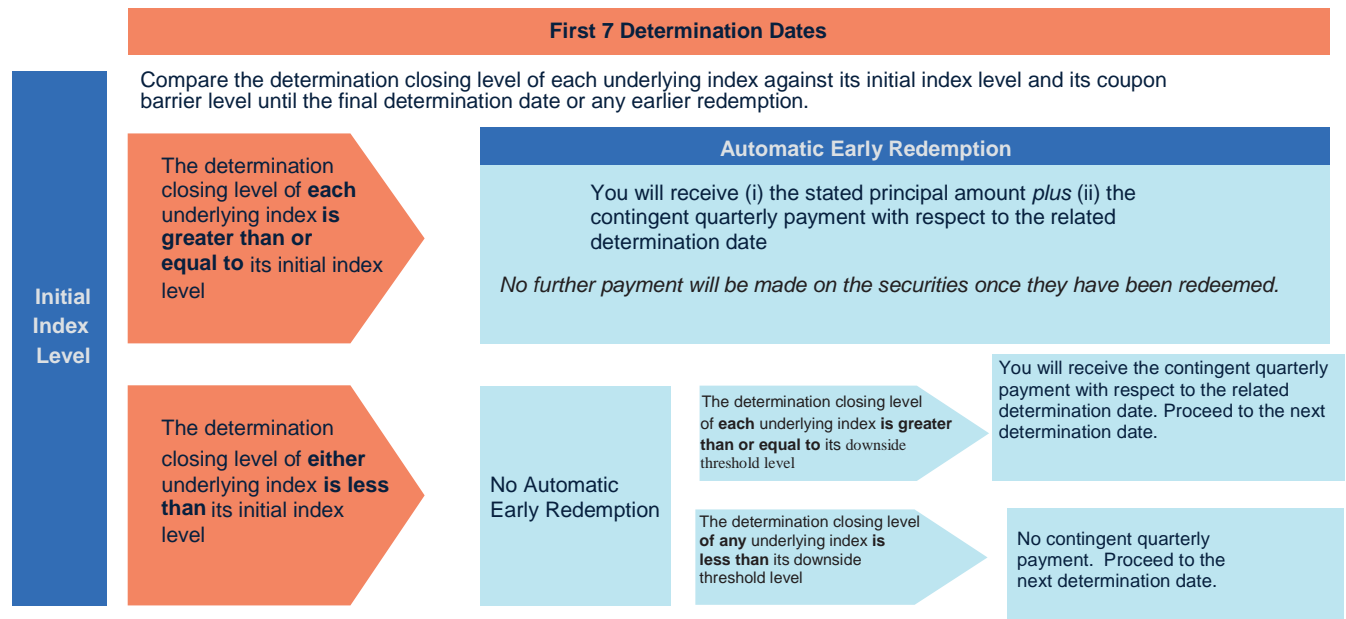 First 7 Determination Dates
Compare the determination closing level of each underlying index against its initial index level and its coupon
barrier level until the final determination date or any earlier redemption.
Initial
Index
Level
The determination
closing level of each
underlying index is
greater than or
equal to its initial index
level
Automatic Early Redemption
You will receive (i) the stated principal amount plus (ii) the
contingent quarterly payment with respect to the related
determination date
No further payment will be made on the securities once they have been redeemed.
The determination
closing level of either
underlying index is less
than its initial index
level
No Automatic
Early Redemption
The determination closing level
of each underlying index is greater
than or equal to its downside
threshold level
You will receive the contingent quarterly
payment with respect to the related
determination date. Proceed to the next
determination date.
The determination closing level
of any underlying index is
less than its downside
threshold level
No contingent quarterly
payment. Proceed to the
next determination date.